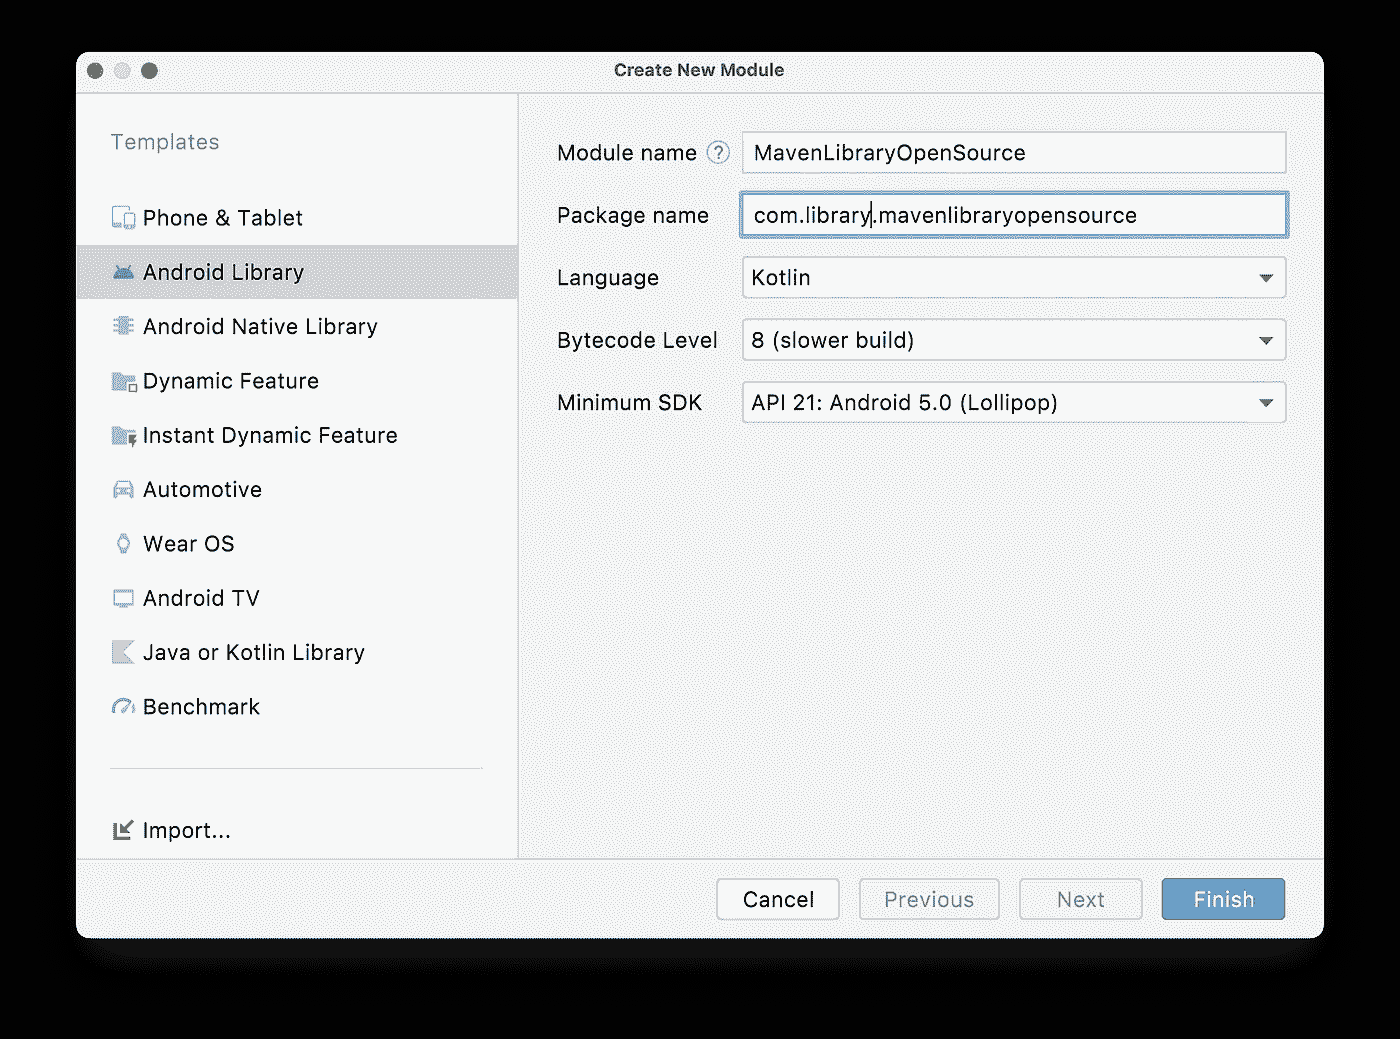 Create New Module
Templates
Phone & Tablet
Android Library
Android Native Library
Dynamic Feature
Instant Dynamic Feature
Automotive
Wear OS
Android TV
Java or Kotlin Library
Benchmark
Import...
Module name ? MavenLibraryOpenSource
Package name com.library.mavenlibraryopensource
Language Kotlin
Bytecode Level 8 (slower build)
Minimum SDK API 21: Android 5.0 (Lollipop)
Cancel Previous Next Finish